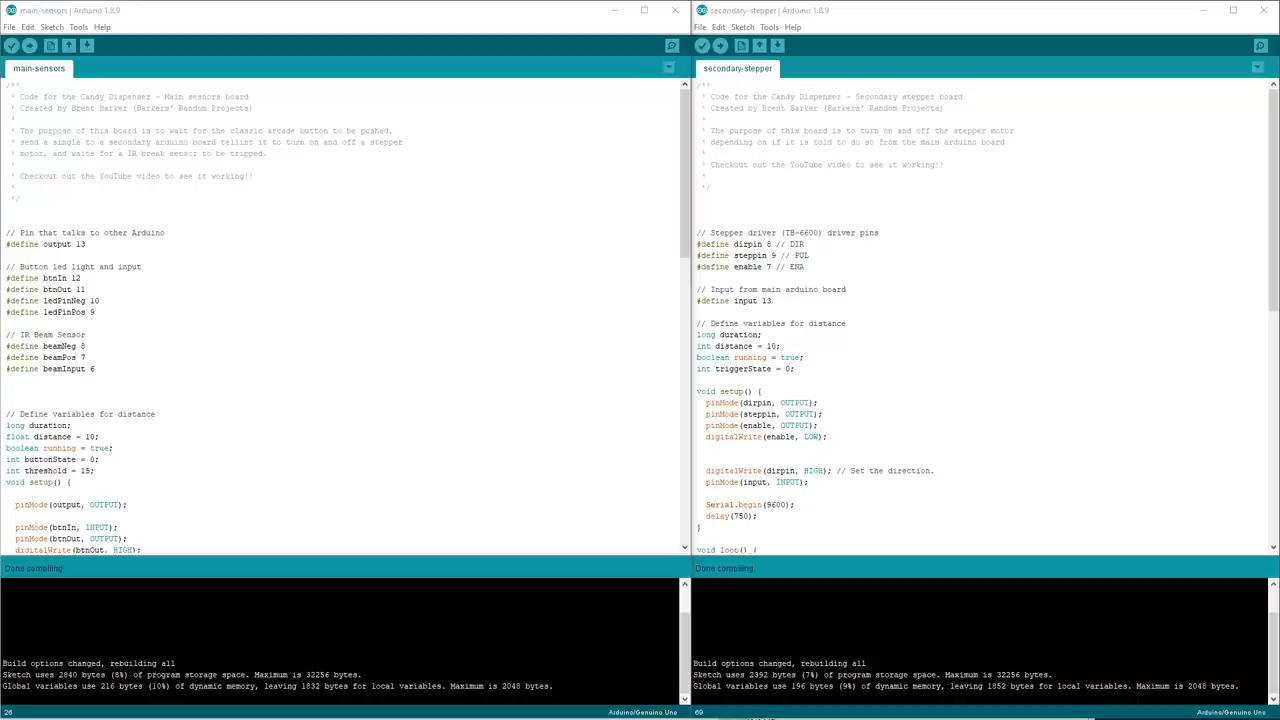 main-sensors | Arduino 1.8.9
File Edit Sketch Tools Help
main-sensors
/**
* Code for the Candy Dispenser - Main sesnors board
* Created by Brent Barker (Barkers' Random Projects)
*
* The purpose of this board is to wait for the classic arcade button to be pushed,
* send a single to a secondary arduino board tellint it to turn on and off a stepper
* motor, and waits for a IR break sensor to be tripped.
*
* Checkout out the YouTube video to see it working!!
*
*/
// Pin that talks to other Arduino
#define output 13
// Button led light and input
#define btnIn 12
#define btnOut 11
#define ledPinNeg 10
#define ledPinPos 9
// IR Beam Sensor
#define beamNeg 8
#define beamPos 7
#define beamInput 6
// Define variables for distance
long duration;
float distance = 10;
boolean running = true;
int buttonState = 0;
int threshold = 15;
void setup() {
pinMode(output, OUTPUT);
pinMode(btnIn, INPUT);
pinMode(btnOut, OUTPUT);
digitalWrite(btnOut, HIGH);
Done compiling.
Build options changed, rebuilding all
Sketch uses 2840 bytes (8%) of program storage space. Maximum is 32256 bytes.
Global variables use 216 bytes (10%) of dynamic memory, leaving 1832 bytes for local variables. Maximum is 2048 bytes.
26 Arduino/Genuino Uno
secondary-stepper | Arduino 1.8.9
File Edit Sketch Tools Help
secondary-stepper
/**
* Code for the Candy Dispenser - Secondary stepper board
* Created by Brent Barker (Barkers' Random Projects)
*
* The purpose of this board is to turn on and off the stepper motor
* depending on if it is told to do so from the main arduino board
*
* Checkout out the YouTube video to see it working!!
*
*/
// Stepper driver (TB-6600) driver pins
#define dirpin 8 // DIR
#define steppin 9 // PUL
#define enable 7 // ENA
// Input from main arduino board
#define input 13
// Define variables for distance
long duration;
int distance = 10;
boolean running = true;
int triggerState = 0;
void setup() {
pinMode(dirpin, OUTPUT);
pinMode(steppin, OUTPUT);
pinMode(enable, OUTPUT);
digitalWrite(enable, LOW);
digitalWrite(dirpin, HIGH); // Set the direction.
pinMode(input, INPUT);
Serial.begin(9600);
delay(750);
}
void loop() {
Done compiling.
Build options changed, rebuilding all
Sketch uses 2392 bytes (7%) of program storage space. Maximum is 32256 bytes.
Global variables use 196 bytes (9%) of dynamic memory, leaving 1852 bytes for local variables. Maximum is 2048 bytes.
69 Arduino/Genuino Uno